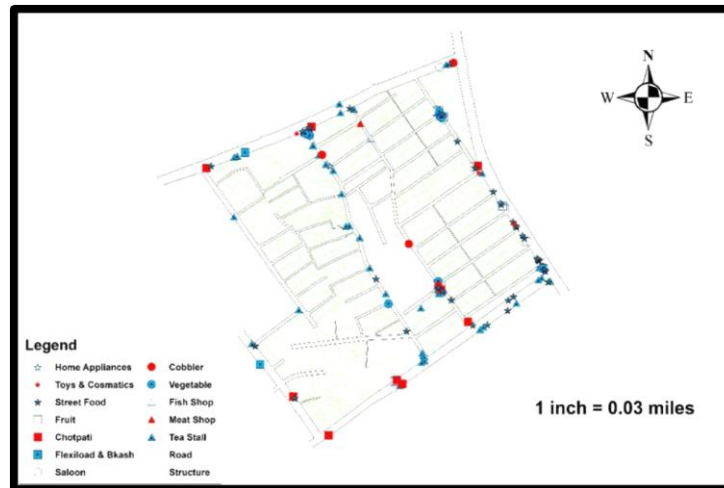 N
W E
S
Legend
Home Appliances Cobbler
Toys & Cosmatics Vegetable
Street Food Fish Shop
Fruit Meat Shop
Chotpati Tea Stall
Flexiload & Bkash Road
Saloon Structure
1 inch = 0.03 miles